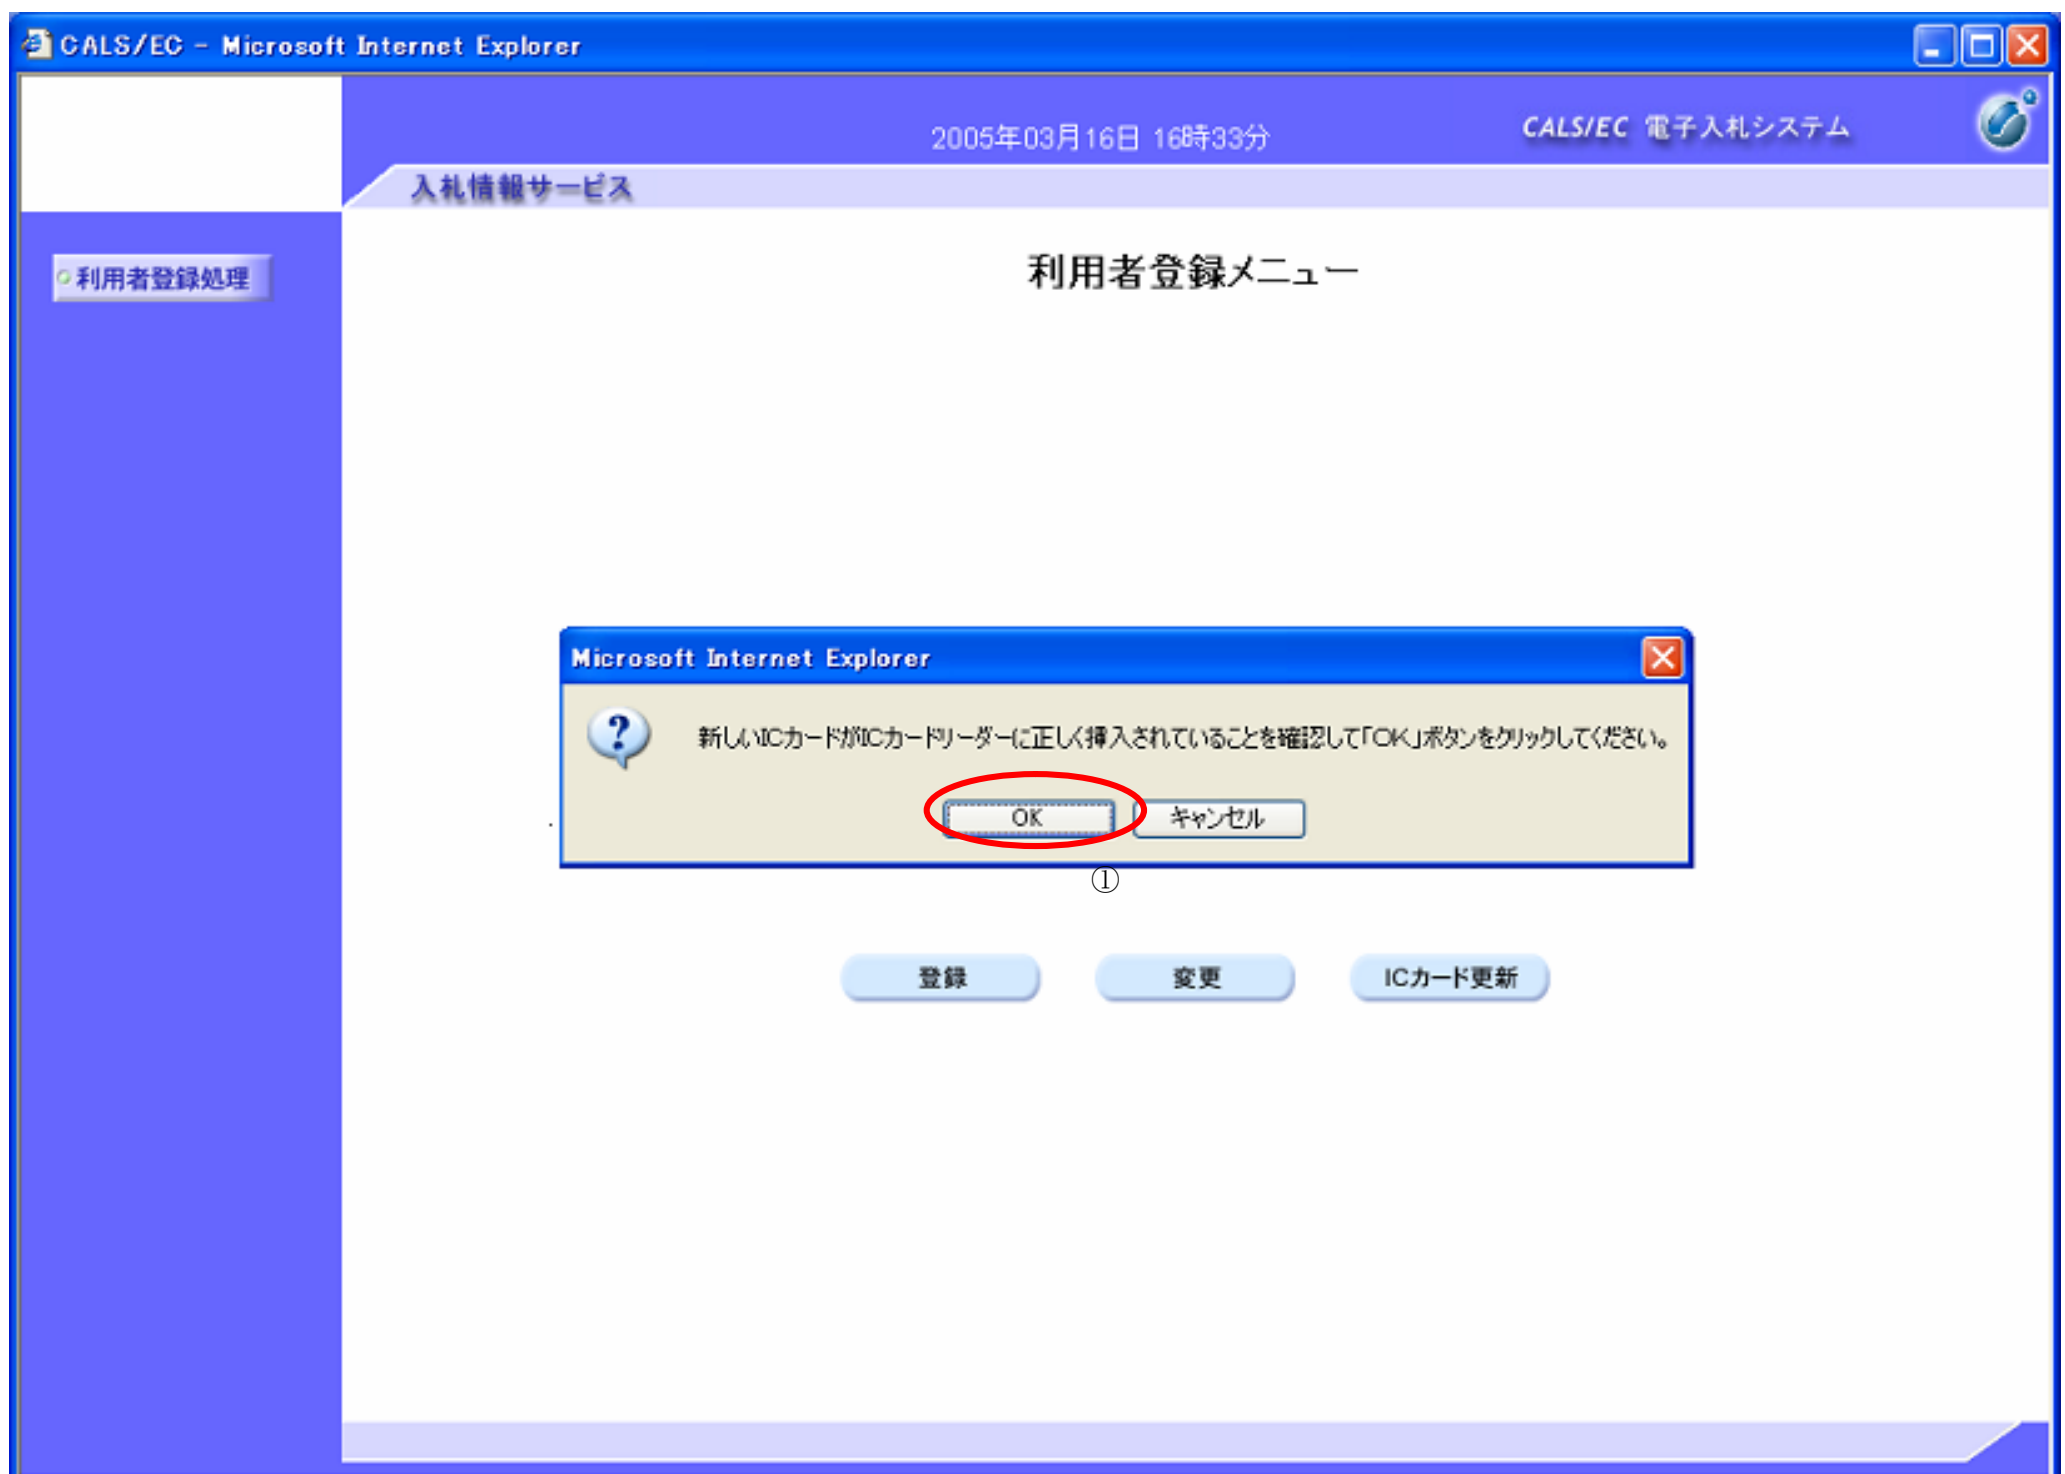 CALS/EC - Microsoft Internet Explorer
2005年03月16日 16時33分
CALS/EC 電子入札システム
入札情報サービス
利用者登録処理
利用者登録メニュー
Microsoft Internet Explorer
新しいICカードがICカードリーダーに正しく挿入されていることを確認して「OK」ボタンをクリックしてください。
OK
キャンセル
①
登録
変更
ICカード更新